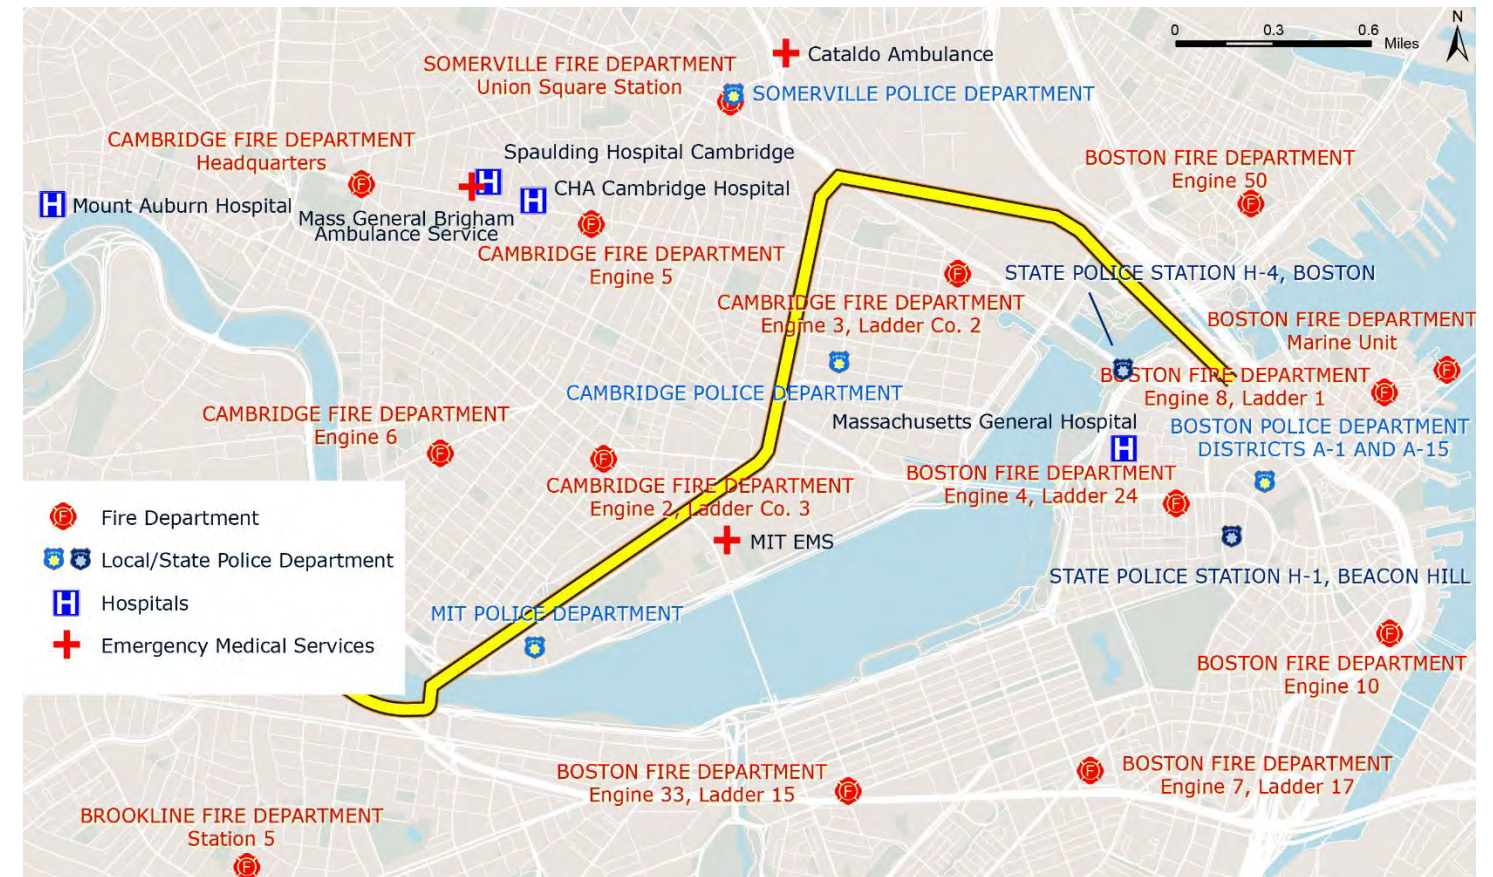 0 0.3 0.6
Miles
N
Cataldo Ambulance
SOMERVILLE FIRE DEPARTMENT
Union Square Station
SOMERVILLE POLICE DEPARTMENT
CAMBRIDGE FIRE DEPARTMENT
Headquarters
Spaulding Hospital Cambridge
BOSTON FIRE DEPARTMENT
Engine 50
CHA Cambridge Hospital
Mount Auburn Hospital
Mass General Brigham
Ambulance Service
CAMBRIDGE FIRE DEPARTMENT
Engine 5
STATE POLICE STATION H-4, BOSTON
CAMBRIDGE FIRE DEPARTMENT
Engine 3, Ladder Co. 2
BOSTON FIRE DEPARTMENT
Marine Unit
BOSTON FIRE DEPARTMENT
Engine 8, Ladder 1
CAMBRIDGE POLICE DEPARTMENT
CAMBRIDGE FIRE DEPARTMENT
Engine 6
Massachusetts General Hospital
BOSTON POLICE DEPARTMENT
DISTRICTS A-1 AND A-15
BOSTON FIRE DEPARTMENT
Engine 4, Ladder 24
CAMBRIDGE FIRE DEPARTMENT
Engine 2, Ladder Co. 3
MIT EMS
STATE POLICE STATION H-1, BEACON HILL
MIT POLICE DEPARTMENT
Fire Department
Local/State Police Department
Hospitals
Emergency Medical Services
BOSTON FIRE DEPARTMENT
Engine 10
BOSTON FIRE DEPARTMENT
Engine 33, Ladder 15
BOSTON FIRE DEPARTMENT
Engine 7, Ladder 17
BROOKLINE FIRE DEPARTMENT
Station 5